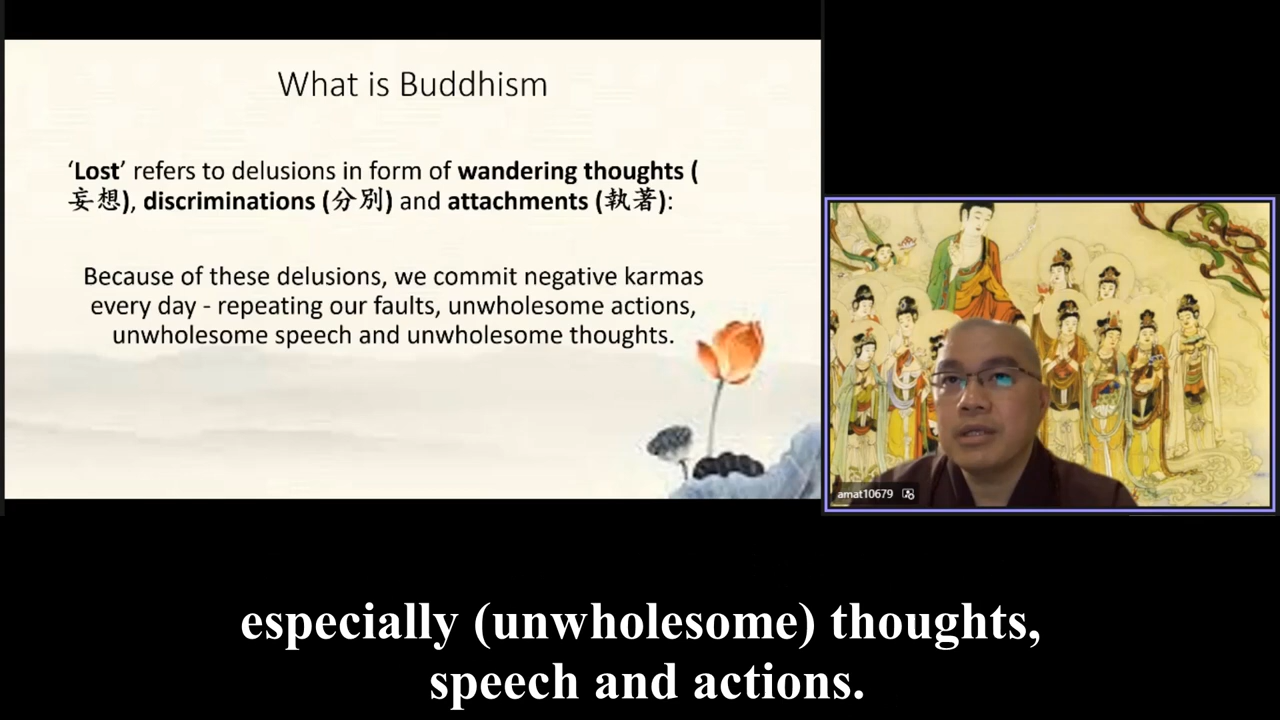 What is Buddhism
‘Lost’ refers to delusions in form of wandering thoughts (
妄想), discriminations (分別) and attachments (執著):
Because of these delusions, we commit negative karmas
every day - repeating our faults, unwholesome actions,
unwholesome speech and unwholesome thoughts.
amat10679
especially (unwholesome) thoughts,
speech and actions.